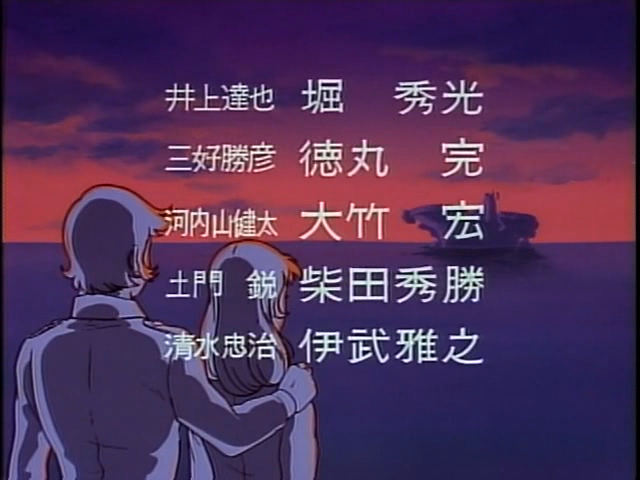 井上達也 堀 秀光
三好勝彦 徳丸 完
河内山健太 大竹 宏
土門 鋭 柴田秀勝
清水忠治 伊武雅之